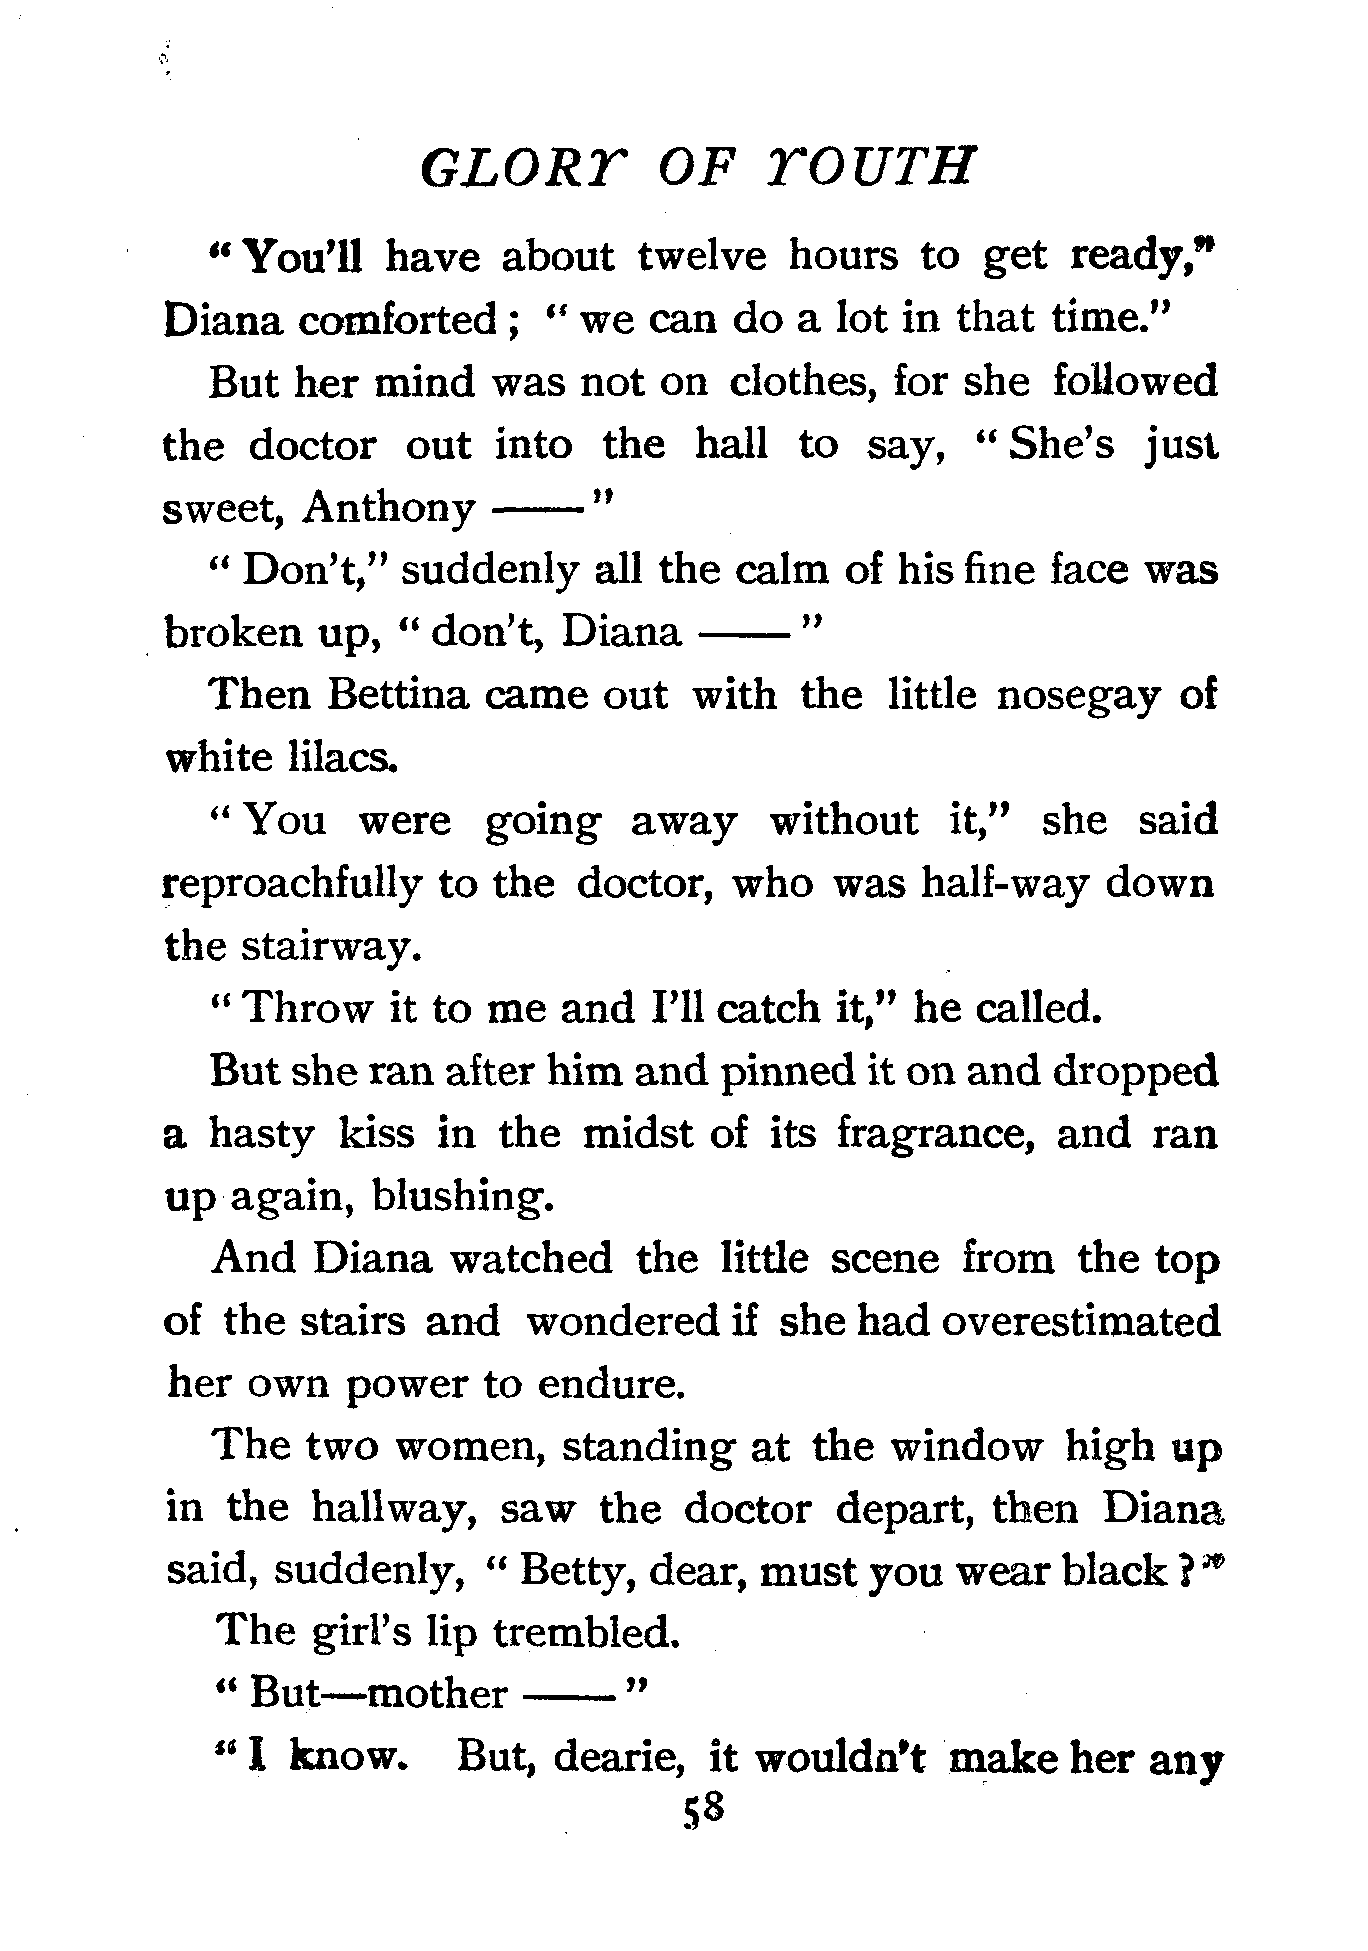 GLORY OF YOUTH
"You'll have about twelve hours to get ready,"
Diana comforted; "we can do a lot in that time."
But her mind was not on clothes, for she followed
the doctor out into the hall to say, "She's just
sweet, Anthony ——"
"Don't," suddenly all the calm of his fine face was
broken up, "don't, Diana ——"
Then Bettina came out with the little nosegay of
white lilacs.
"You were going away without it," she said
reproachfully to the doctor, who was half-way down
the stairway.
"Throw it to me and I'll catch it," he called.
But she ran after him and pinned it on and dropped
a hasty kiss in the midst of its fragrance, and ran
up again, blushing.
And Diana watched the little scene from the top
of the stairs and wondered if she had overestimated
her own power to endure.
The two women, standing at the window high up
in the hallway, saw the doctor depart, then Diana
said, suddenly, "Betty, dear, must you wear black?"
The girl's lip trembled.
"But—mother ——"
"I know. But, dearie, it wouldn't make her any
58